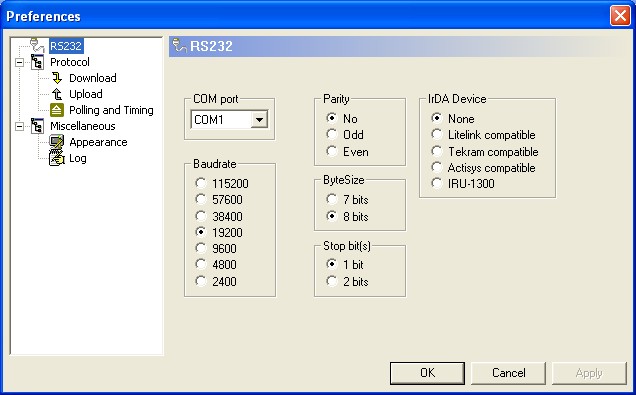 Preferences
RS232
Protocol
Download
Upload
Polling and Timing
Miscellaneous
Appearance
Log
RS232
COM port
COM1
Baudrate
115200
57600
38400
19200
9600
4800
2400
Parity
No
Odd
Even
ByteSize
7 bits
8 bits
Stop bit(s)
1 bit
2 bits
IrDA Device
None
Litelink compatible
Tekram compatible
Actisys compatible
IRU-1300
OK
Cancel
Apply